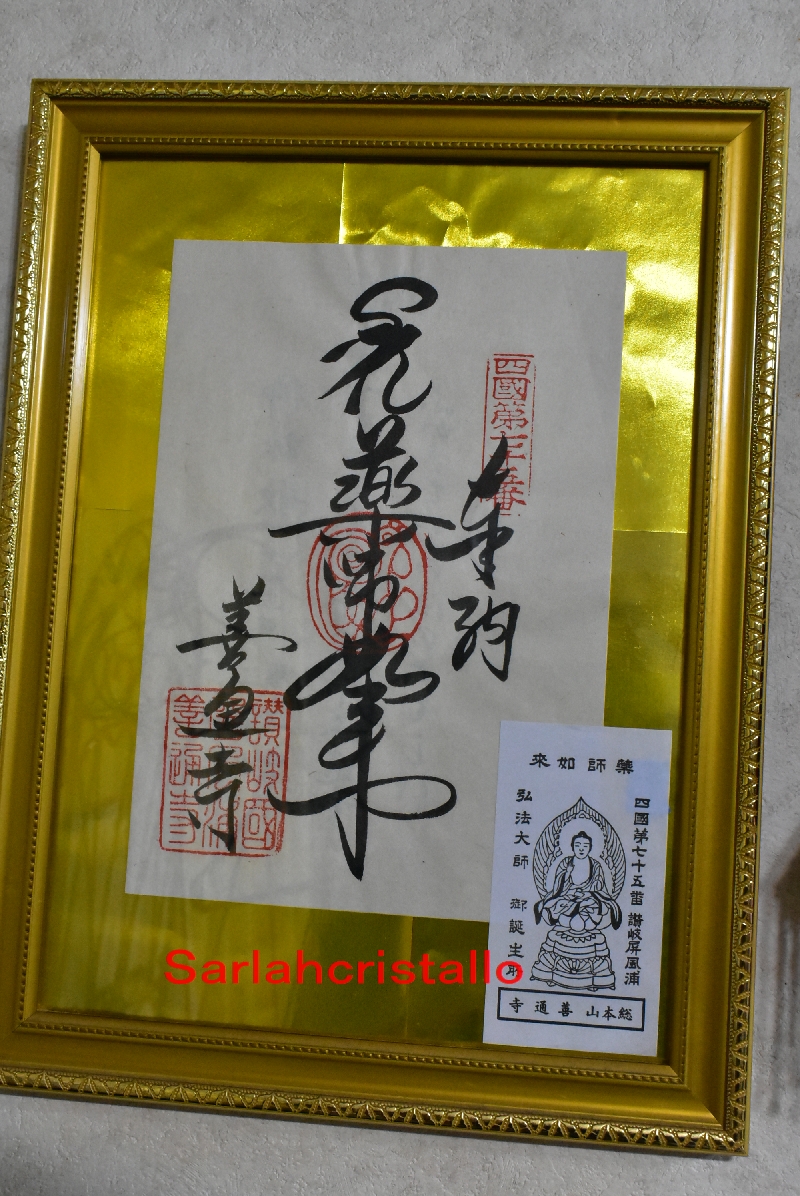 四國第七十五番
奉納
薬師如来
善通寺
讃岐國
善通寺
薬師如来
四國第七十五番 讃岐屏風浦
弘法大師 御誕生所
総本山善通寺
Sarlahcristallo